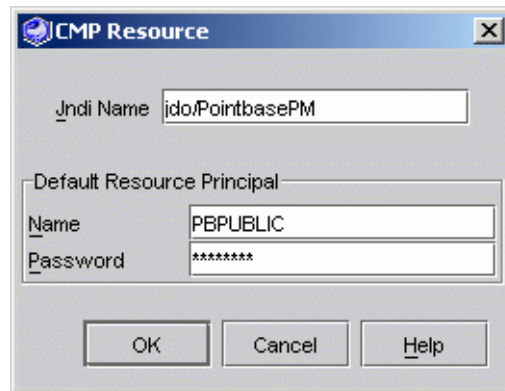 CMP Resource
Jndi Name jdo/PointbasePM
Default Resource Principal
Name PBPUBLIC
Password ********
OK Cancel Help